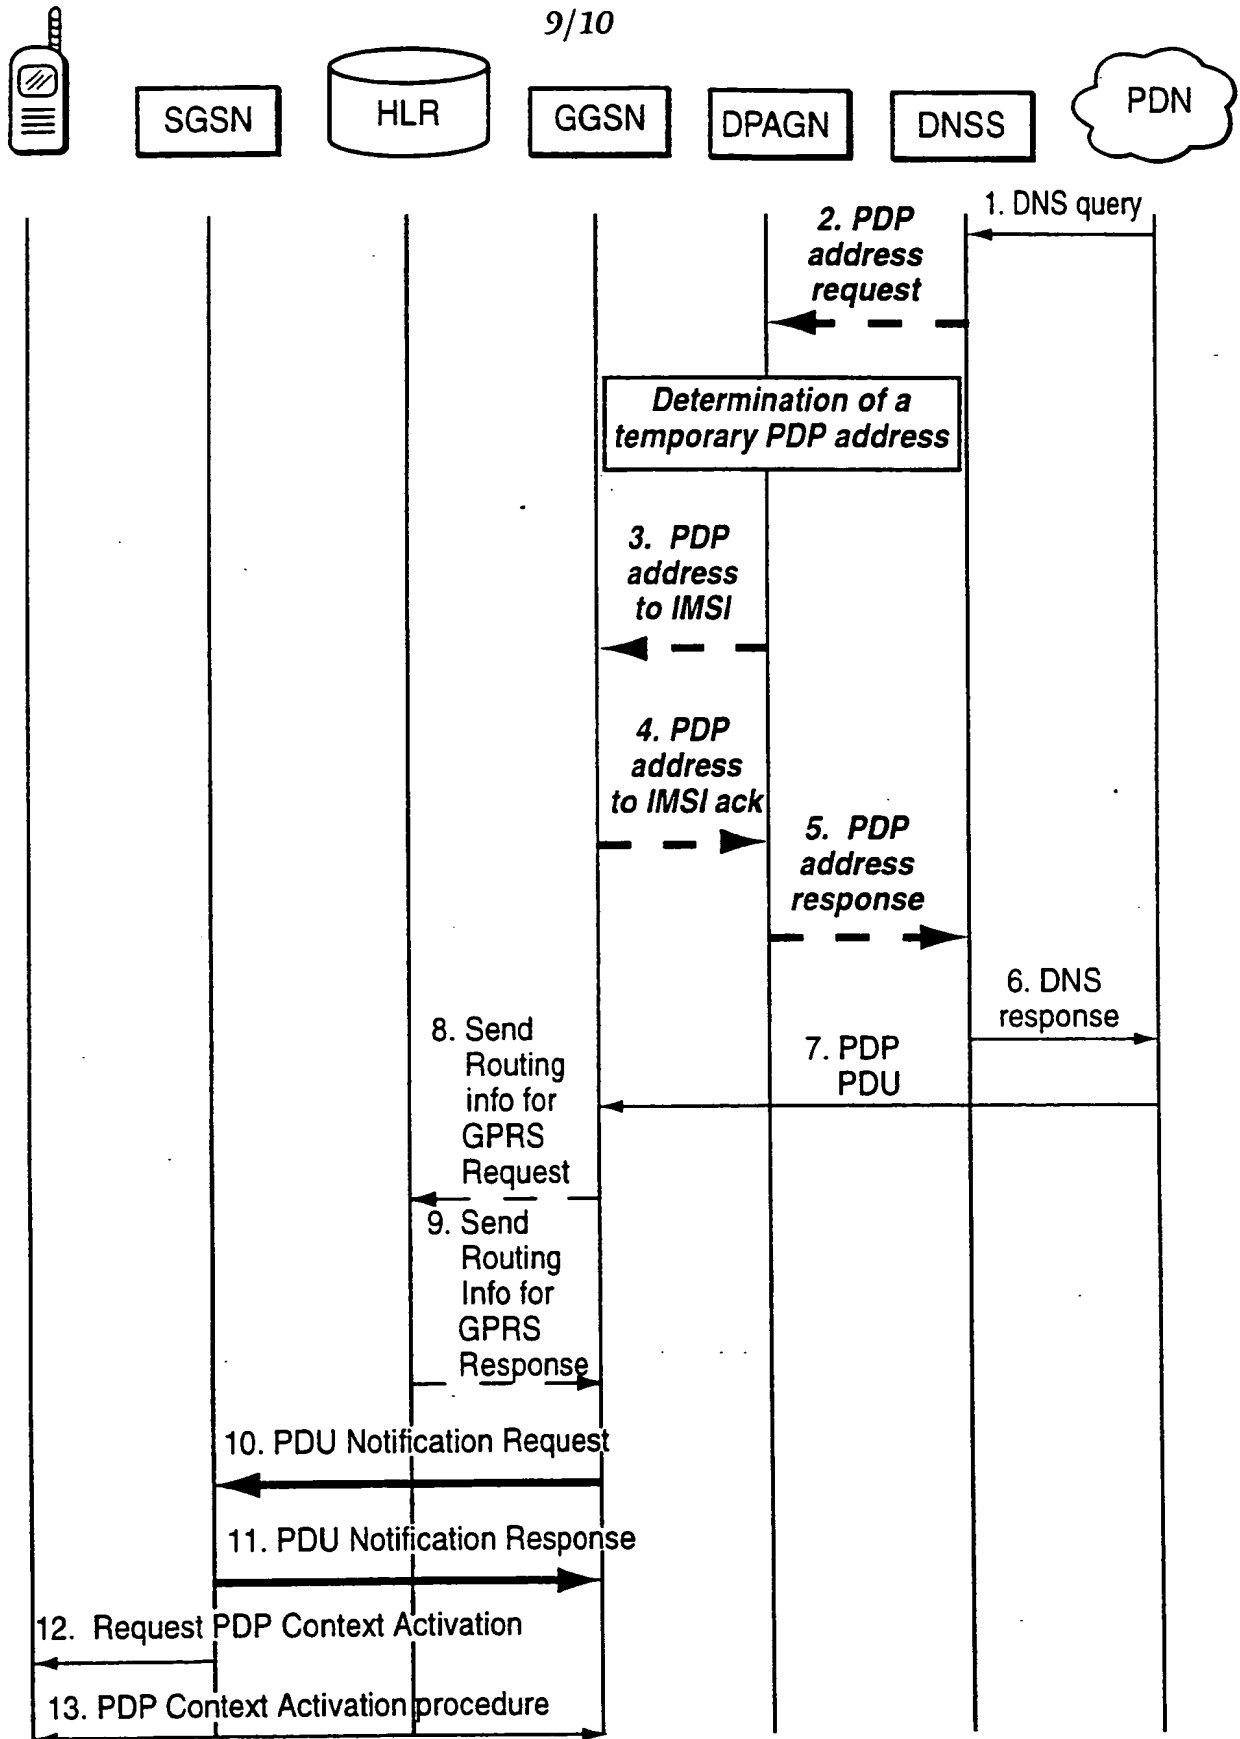 9/10
SGSN
HLR
GGSN
DPAGN
DNSS
PDN
1. DNS query
2. PDP
address
request
Determination of a
temporary PDP address
3. PDP
address
to IMSI
4. PDP
address
to IMSI ack
5. PDP
address
response
6. DNS
response
7. PDP
PDU
8. Send
Routing
info for
GPRS
Request
9. Send
Routing
Info for
GPRS
Response
10. PDU Notification Request
11. PDU Notification Response
12. Request PDP Context Activation
13. PDP Context Activation procedure